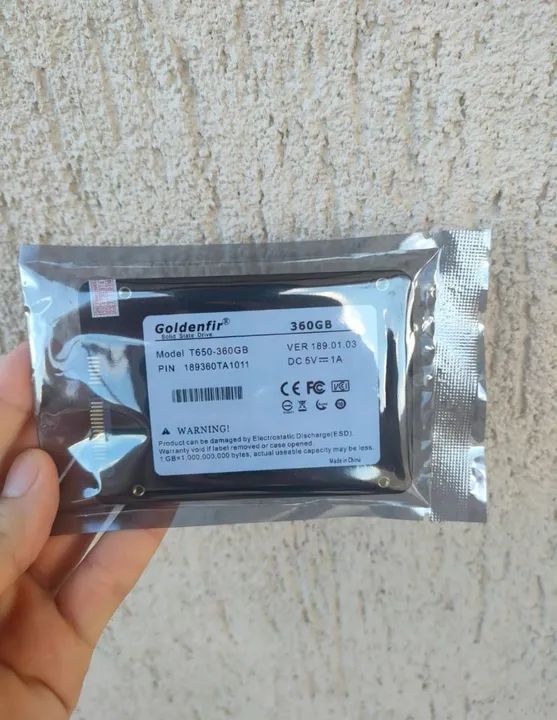 Goldenfir®
Solid State Drive
360GB
Model T650-360GB
VER 189.01.03
PIN 189360TA1011
DC 5V⎓1A
CE FC
⚠ WARNING!
Product can be damaged by Electrostatic Discharge(ESD).
Warranty void if label removed or case opened.
1 GB=1,000,000,000 bytes, actual useable capacity may be less.
Made in China